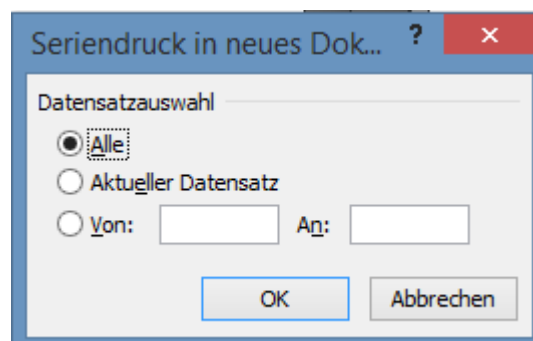 Seriendruck in neues Dok... ?
Datensatzauswahl
Alle
Aktueller Datensatz
Von: An:
OK Abbrechen